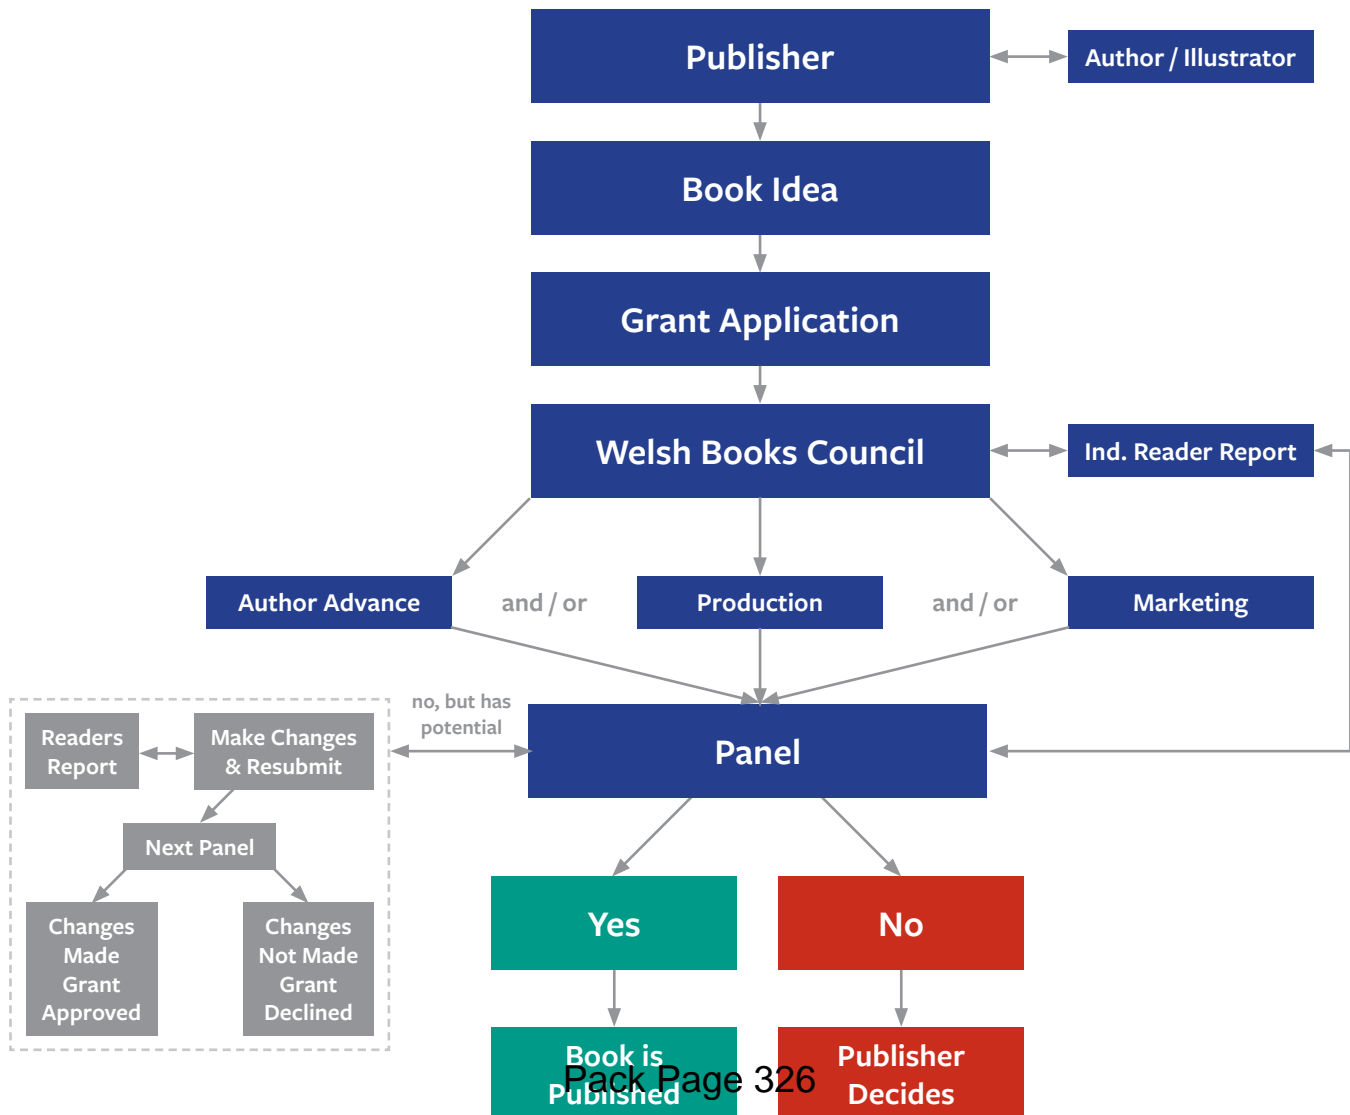 Publisher
Author / Illustrator
Book Idea
Grant Application
Welsh Books Council
Ind. Reader Report
Author Advance
and / or
Production
and / or
Marketing
no, but has
potential
Readers
Report
Make Changes
& Resubmit
Panel
Next Panel
Changes
Made
Grant
Approved
Changes
Not Made
Grant
Declined
Yes
No
Book is
Published
Publisher
Decides
Pack Page 326